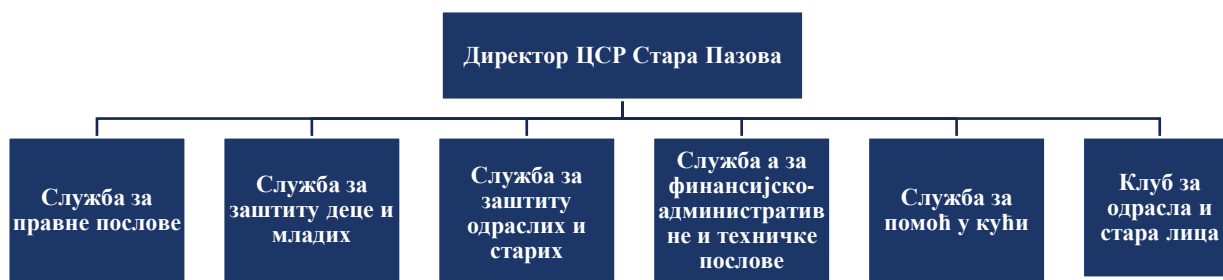 Директор ЦСР Стара Пазова
Служба за
правне послове
Служба за
заштиту деце и
младих
Служба за
заштиту
одраслих и
старих
Служба а за
финансијско-
административ
не и техничке
послове
Служба за
помоћ у кући
Клуб за
одрасла и
стара лица